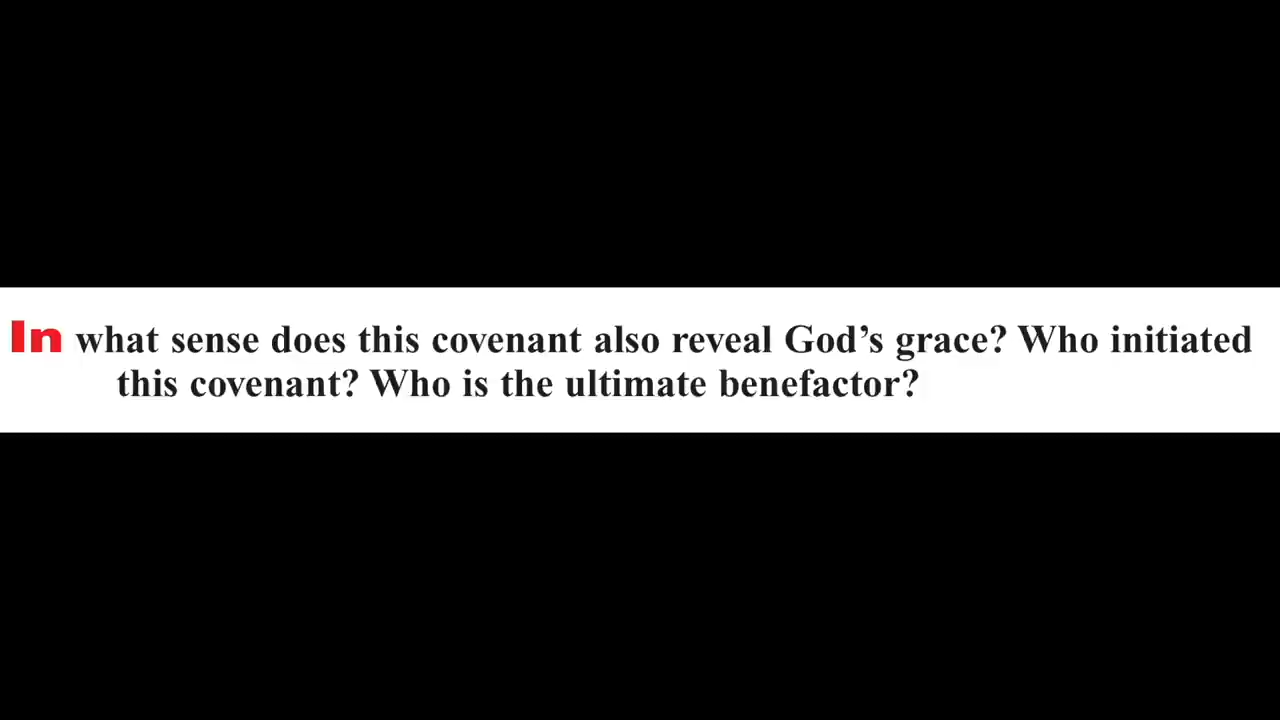 In what sense does this covenant also reveal God’s grace? Who initiated
this covenant? Who is the ultimate benefactor?